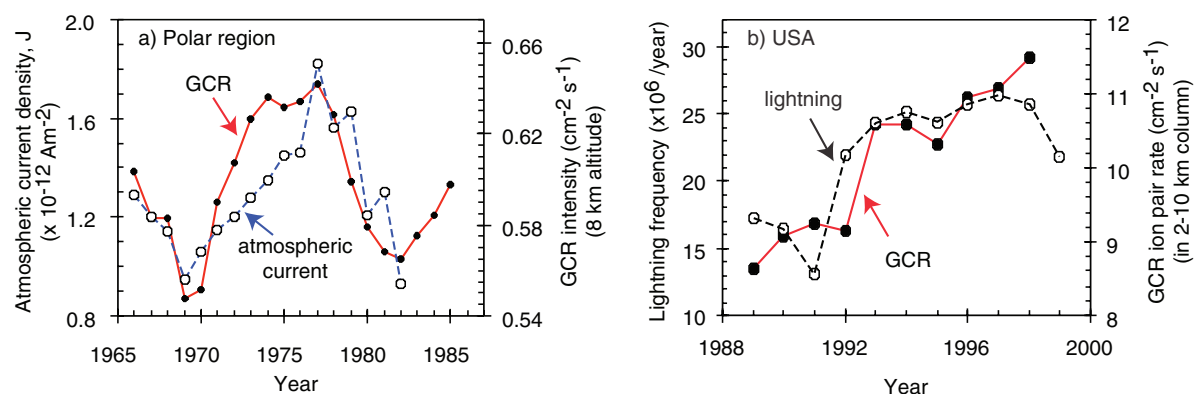 a) Polar region
GCR
atmospheric
current
Atmospheric current density, J
(x 10-12 Am-2)
2.0
1.6
1.2
0.8
0.66
0.62
0.58
0.54
GCR intensity (cm-2 s-1)
(8 km altitude)
1965 1970 1975 1980 1985
Year
b) USA
lightning
GCR
Lightning frequency (x10⁶ /year)
30
26
22
19
15
10
12
11
10
9
8
GCR ion pair rate (cm-2 s-1)
(in 2-10 km column)
1988 1992 1996 2000
Year